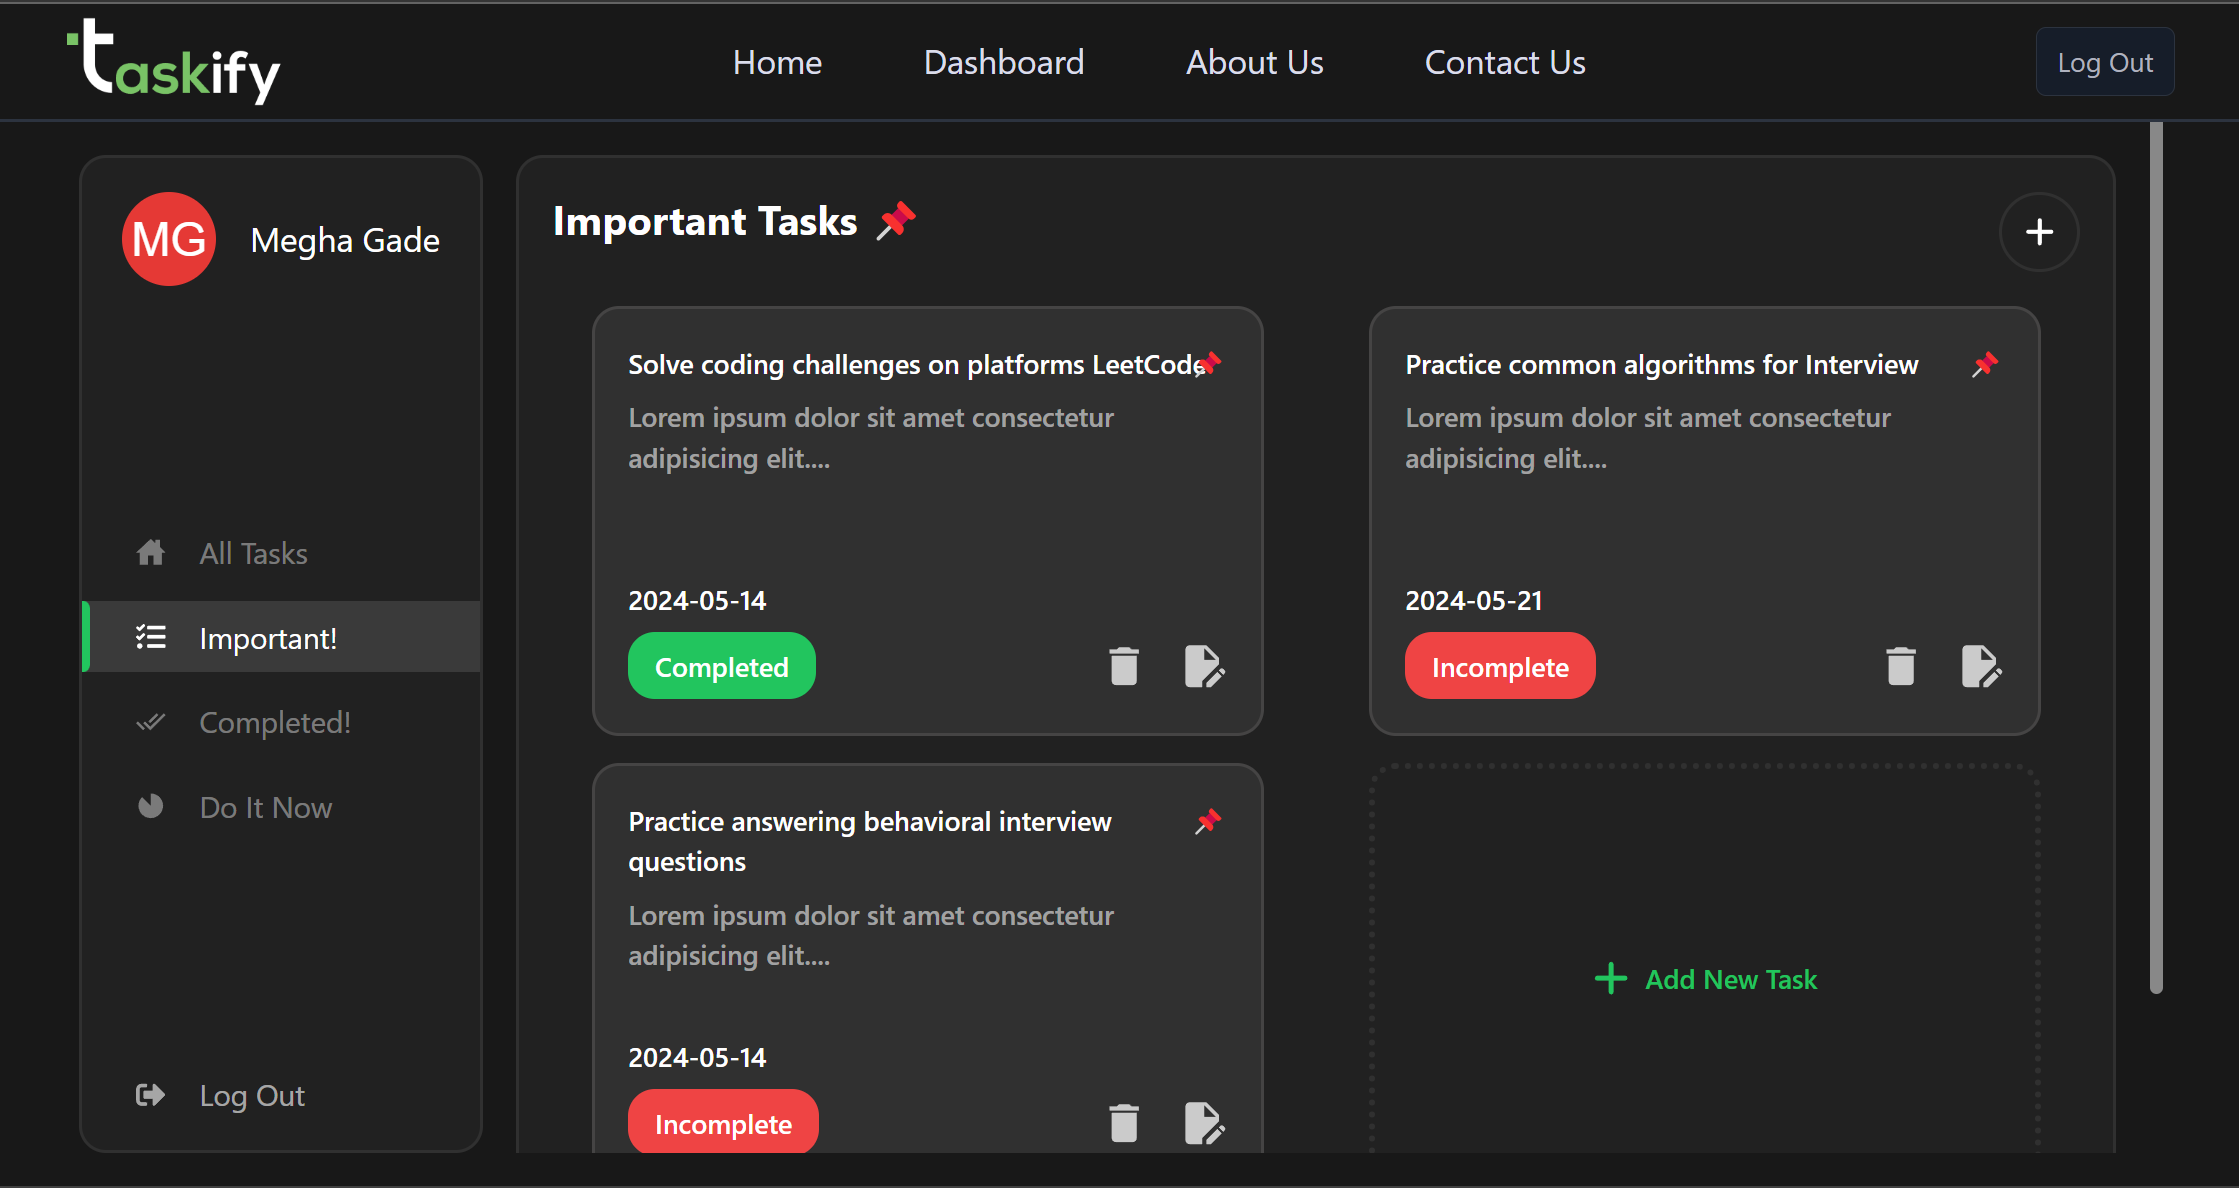 taskify
Home
Dashboard
About Us
Contact Us
Log Out
MG
Megha Gade
All Tasks
Important!
Completed!
Do It Now
Log Out
Important Tasks
Solve coding challenges on platforms LeetCode
Lorem ipsum dolor sit amet consectetur
adipisicing elit....
2024-05-14
Completed
Practice common algorithms for Interview
Lorem ipsum dolor sit amet consectetur
adipisicing elit....
2024-05-21
Incomplete
Practice answering behavioral interview
questions
Lorem ipsum dolor sit amet consectetur
adipisicing elit....
2024-05-14
Incomplete
Add New Task